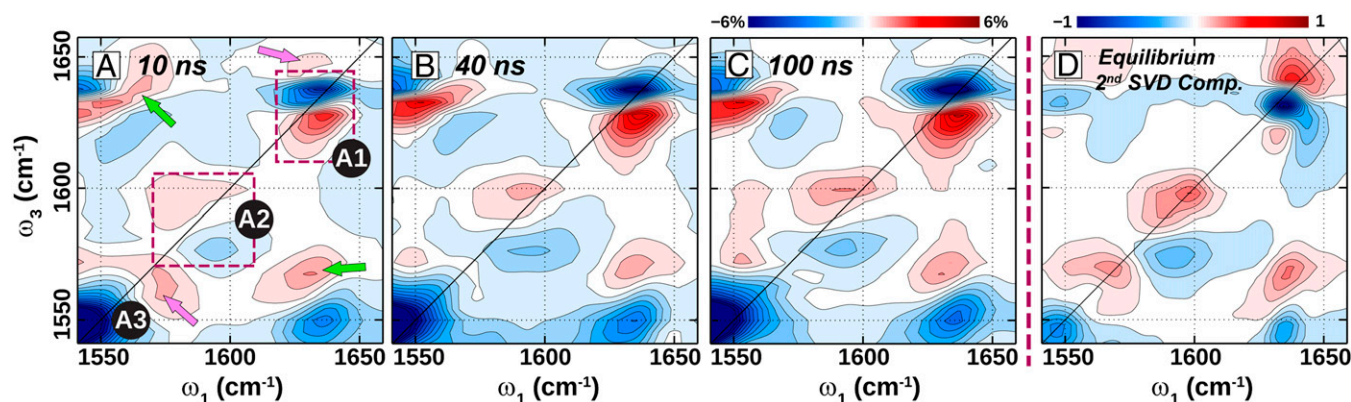 −6% 6% −1 1
A 10 ns B 40 ns C 100 ns D Equilibrium
2nd SVD Comp.
A1
A2
A3
ω3 (cm-1)
1650
1600
1550
1550 1600 1650 1550 1600 1650 1550 1600 1650 1550 1600 1650
ω1 (cm-1) ω1 (cm-1) ω1 (cm-1) ω1 (cm-1)